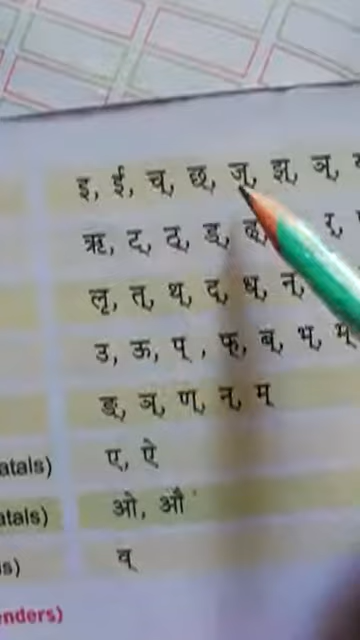 इ, ई, च्, छ्, ज्, झ्, ञ्,
ऋ, ट्, ठ्, ड्, ढ्, र्,
लृ, त्, थ्, द्, ध्, न्,
उ, ऊ, प्, फ्, ब्, भ्, म्
ङ्, ञ्, ण्, न्, म्
atals) ए, ऐ
atals) ओ, औ
s) व्
enders)